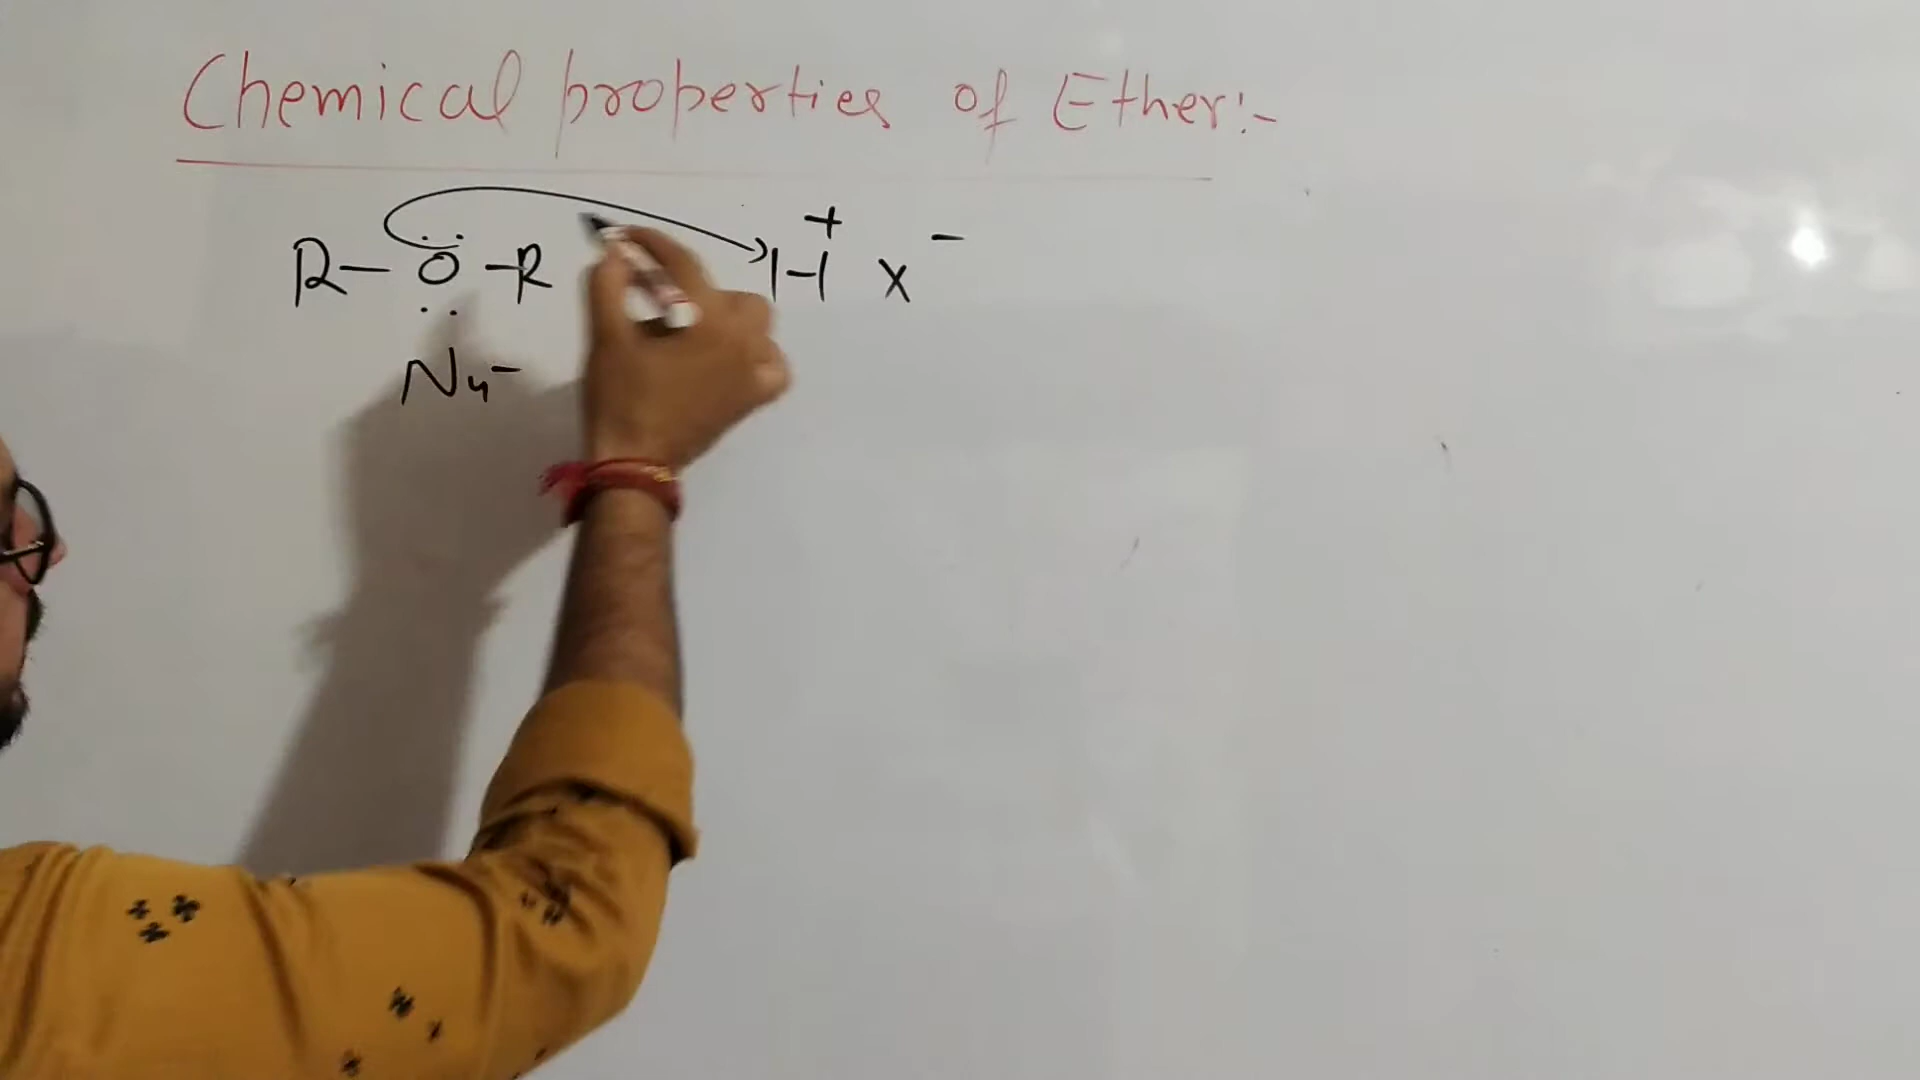 Chemical properties of Ether:-
R-Ö-R H+ X-
Nu-